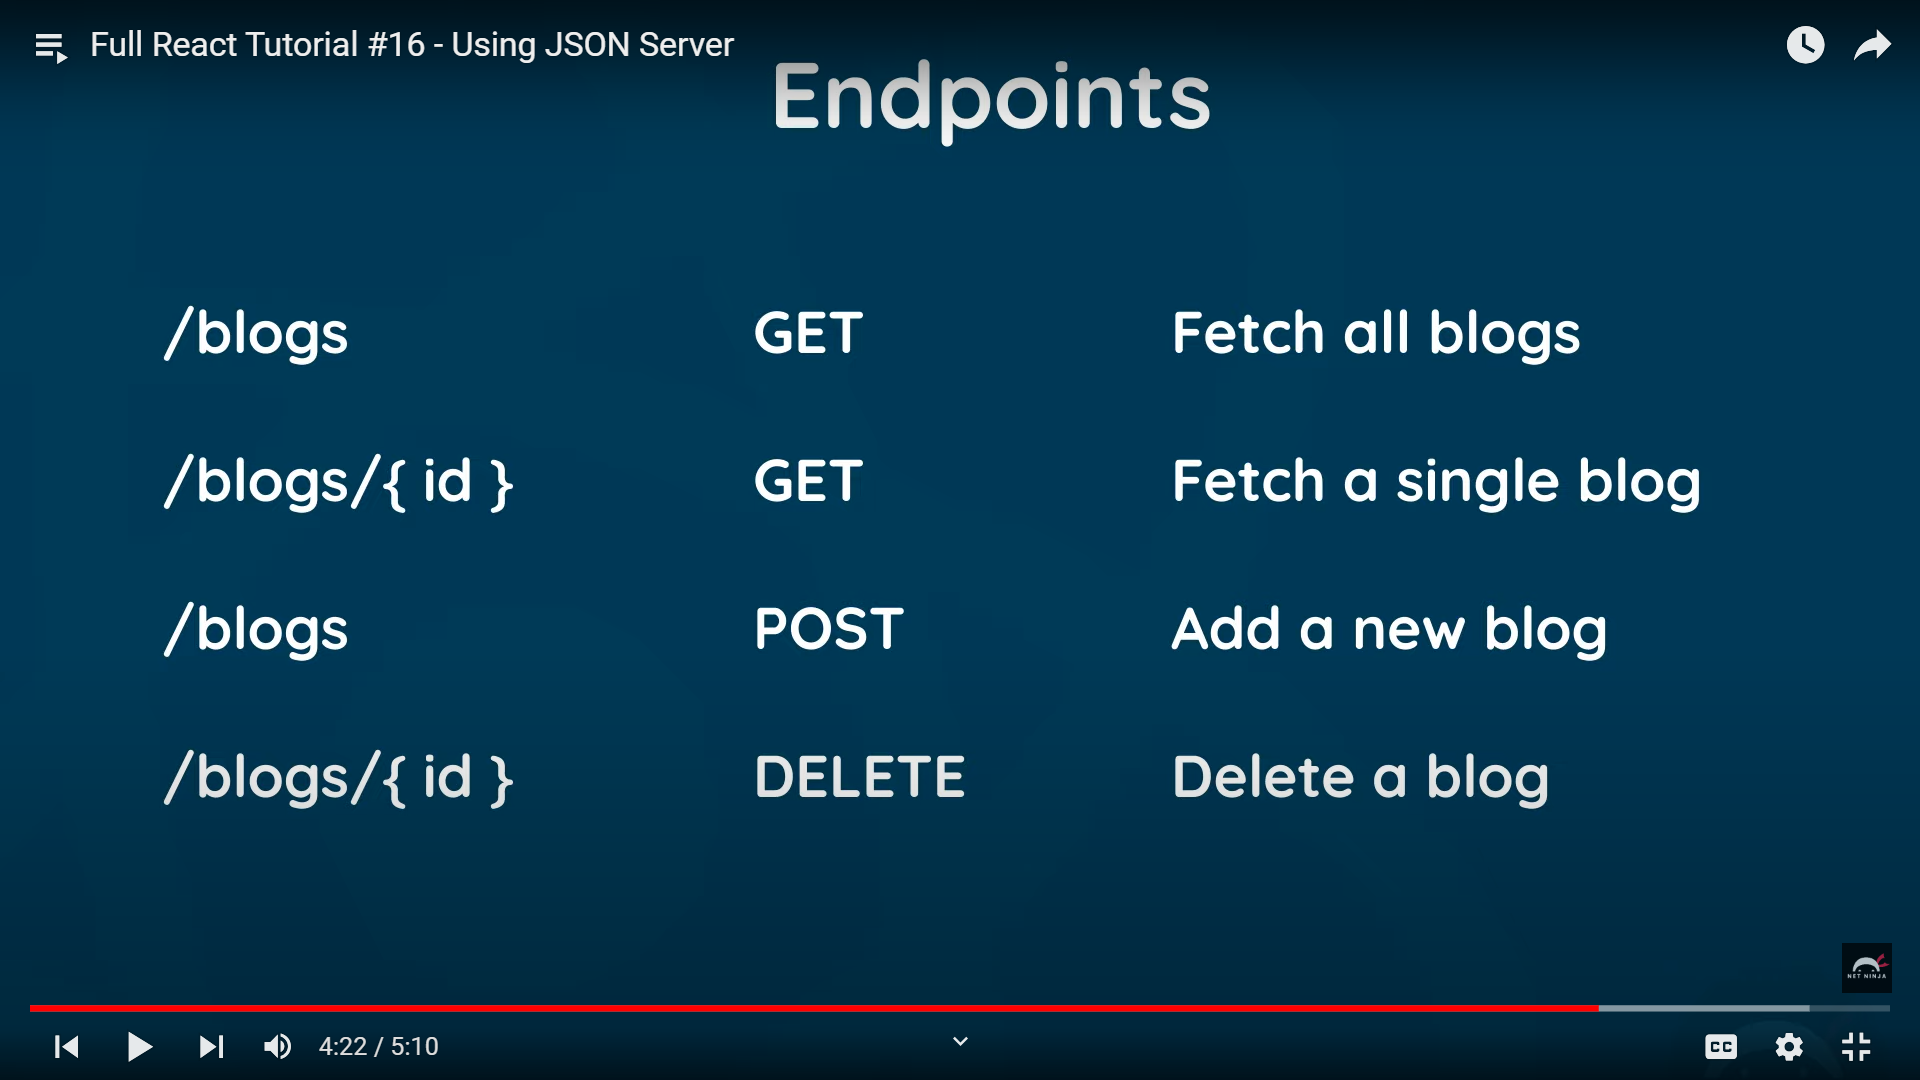 Full React Tutorial #16 - Using JSON Server
Endpoints
/blogs GET Fetch all blogs
/blogs/{ id } GET Fetch a single blog
/blogs POST Add a new blog
/blogs/{ id } DELETE Delete a blog
NET NINJA
4:22 / 5:10
CC